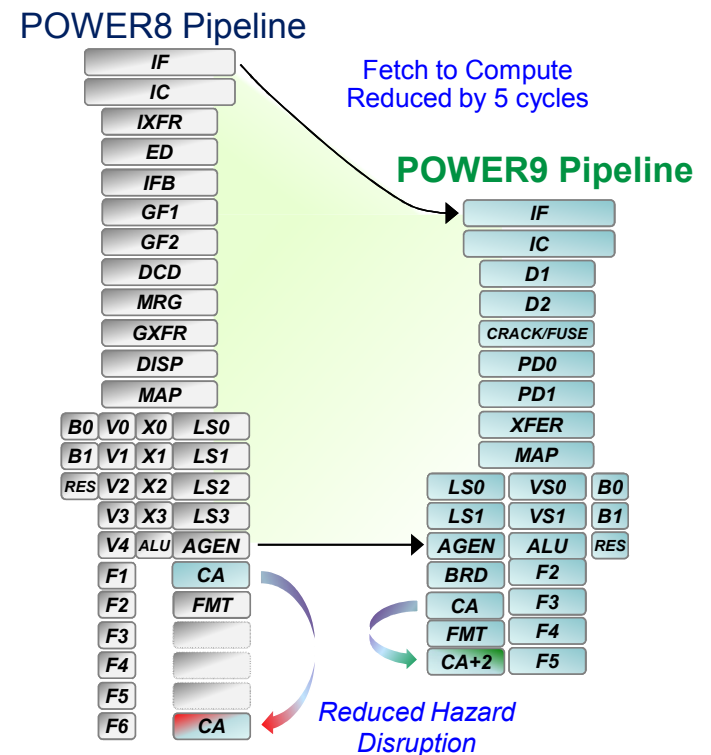 POWER8 Pipeline
IF
IC
IXFR
ED
IFB
GF1
GF2
DCD
MRG
GXFR
DISP
MAP
B0 V0 X0 LS0
B1 V1 X1 LS1
RES V2 X2 LS2
V3 X3 LS3
V4 ALU AGEN
F1 CA
F2 FMT
F3
F4
F5
F6 CA
Fetch to Compute
Reduced by 5 cycles
POWER9 Pipeline
IF
IC
D1
D2
CRACK/FUSE
PD0
PD1
XFER
MAP
LS0 VS0 B0
LS1 VS1 B1
AGEN ALU RES
BRD F2
CA F3
FMT F4
CA+2 F5
Reduced Hazard
Disruption